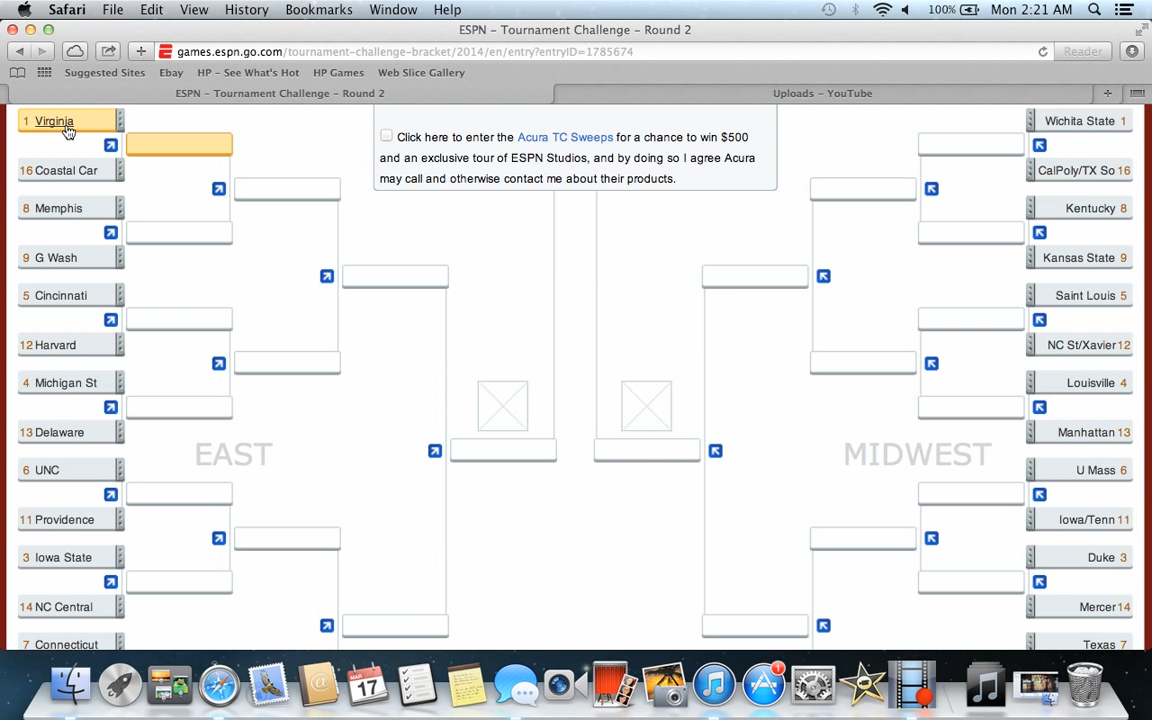 Safari File Edit View History Bookmarks Window Help 100% Mon 2:21 AM
ESPN – Tournament Challenge – Round 2
games.espn.go.com/tournament-challenge-bracket/2014/en/entry?entryID=1785674 Reader
Suggested Sites Ebay HP – See What's Hot HP Games Web Slice Gallery
ESPN – Tournament Challenge – Round 2 Uploads – YouTube
Click here to enter the Acura TC Sweeps for a chance to win $500
and an exclusive tour of ESPN Studios, and by doing so I agree Acura
may call and otherwise contact me about their products.
1 Virginia
16 Coastal Car
8 Memphis
9 G Wash
5 Cincinnati
12 Harvard
4 Michigan St
13 Delaware
EAST
6 UNC
11 Providence
3 Iowa State
14 NC Central
7 Connecticut
Wichita State 1
CalPoly/TX So 16
Kentucky 8
Kansas State 9
Saint Louis 5
NC St/Xavier 12
Louisville 4
Manhattan 13
MIDWEST
U Mass 6
Iowa/Tenn 11
Duke 3
Mercer 14
Texas 7
MAR
17
1